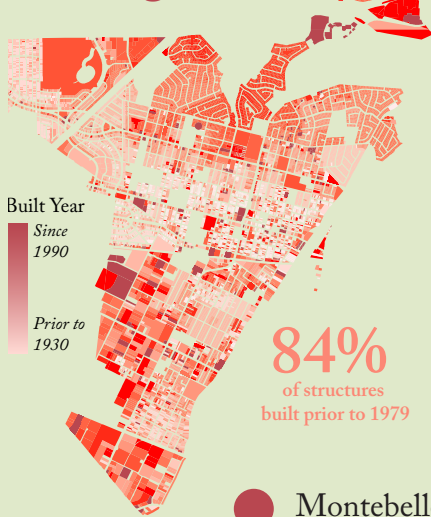 Built Year
Since
1990
Prior to
1930
84%
of structures
built prior to 1979
Montebell